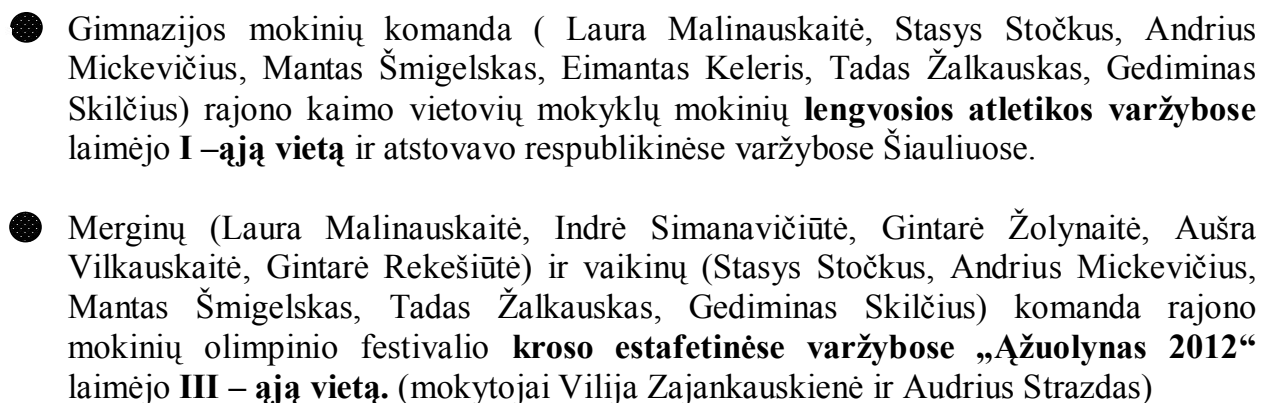 Gimnazijos mokinių komanda ( Laura Malinauskaitė, Stasys Stočkus, Andrius
Mickevičius, Mantas Šmigelskas, Eimantas Keleris, Tadas Žalkauskas, Gediminas
Skilčius) rajono kaimo vietovių mokyklų mokinių lengvosios atletikos varžybose
laimėjo I –ąją vietą ir atstovavo respublikinėse varžybose Šiauliuose.
Merginų (Laura Malinauskaitė, Indrė Simanavičiūtė, Gintarė Žolynaitė, Aušra
Vilkauskaitė, Gintarė Rekešiūtė) ir vaikinų (Stasys Stočkus, Andrius Mickevičius,
Mantas Šmigelskas, Tadas Žalkauskas, Gediminas Skilčius) komanda rajono
mokinių olimpinio festivalio kroso estafetinėse varžybose „Ąžuolynas 2012“
laimėjo III – ąją vietą. (mokytojai Vilija Zajankauskienė ir Audrius Strazdas)